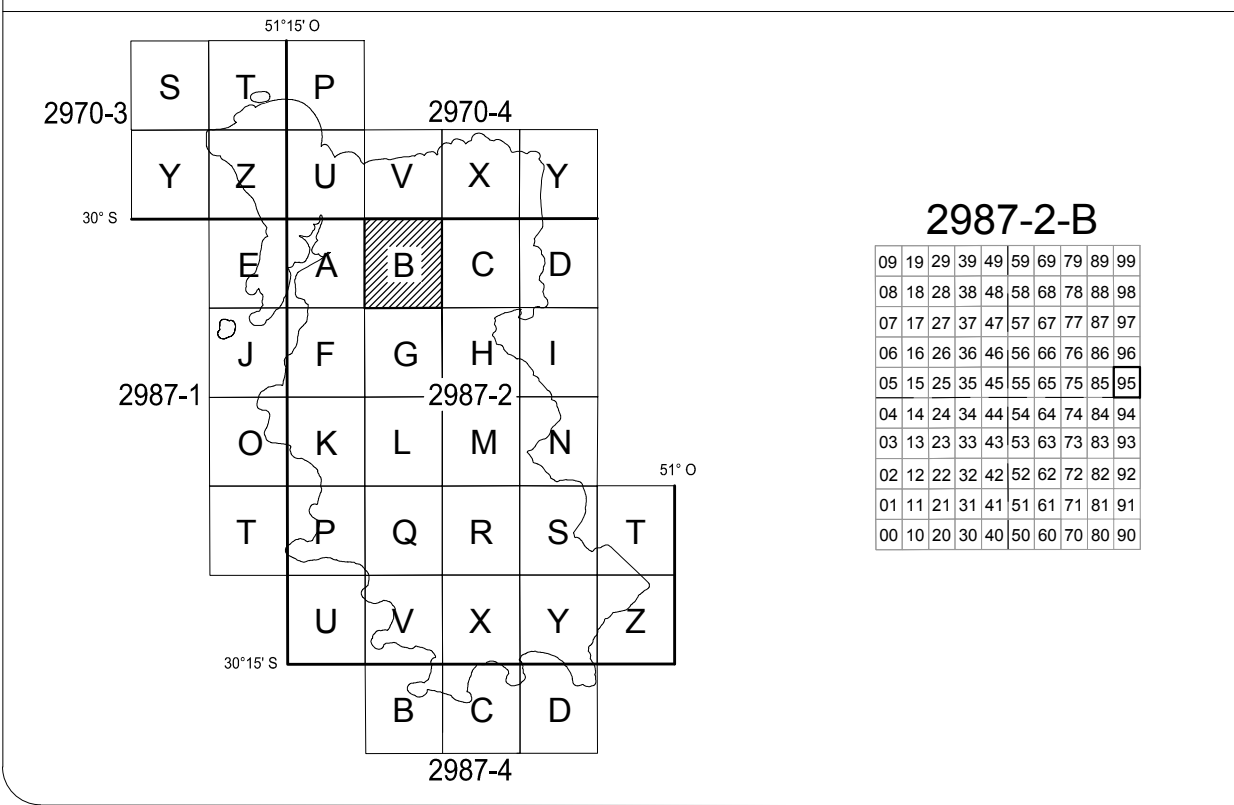 51°15' O
S T P
2970-3
2970-4
Y Z U V X Y
30° S
E A B C D
J F G H I
2987-1
2987-2
O K L M N
51° O
T P Q R S T
U V X Y Z
30°15' S
B C D
2987-4
2987-2-B
09 19 29 39 49 59 69 79 89 99
08 18 28 38 48 58 68 78 88 98
07 17 27 37 47 57 67 77 87 97
06 16 26 36 46 56 66 76 86 96
05 15 25 35 45 55 65 75 85 95
04 14 24 34 44 54 64 74 84 94
03 13 23 33 43 53 63 73 83 93
02 12 22 32 42 52 62 72 82 92
01 11 21 31 41 51 61 71 81 91
00 10 20 30 40 50 60 70 80 90